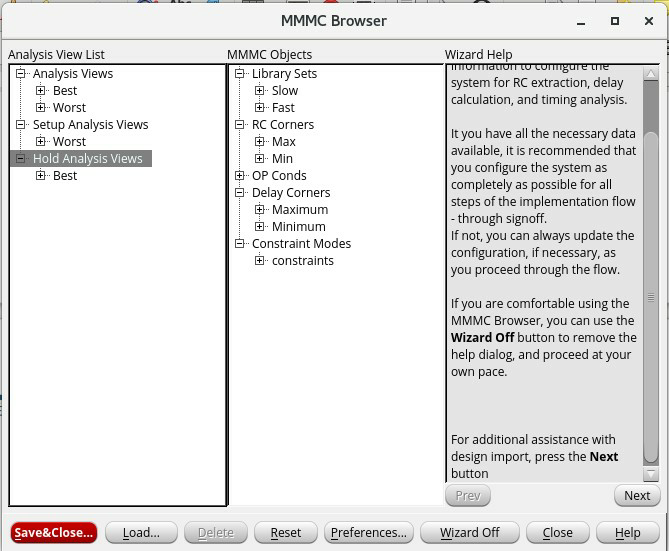 MMMC Browser
Analysis View List
Analysis Views
Best
Worst
Setup Analysis Views
Worst
Hold Analysis Views
Best
MMMC Objects
Library Sets
Slow
Fast
RC Corners
Max
Min
OP Conds
Delay Corners
Maximum
Minimum
Constraint Modes
constraints
Wizard Help
information to configure the
system for RC extraction, delay
calculation, and timing analysis.
It you have all the necessary data
available, it is recommended that
you configure the system as
completely as possible for all
steps of the implementation flow
- through signoff.
If not, you can always update the
configuration, if necessary, as
you proceed through the flow.
If you are comfortable using the
MMMC Browser, you can use the
Wizard Off button to remove the
help dialog, and proceed at your
own pace.
For additional assistance with
design import, press the Next
button
Prev
Next
Save&Close...
Load...
Delete
Reset
Preferences...
Wizard Off
Close
Help